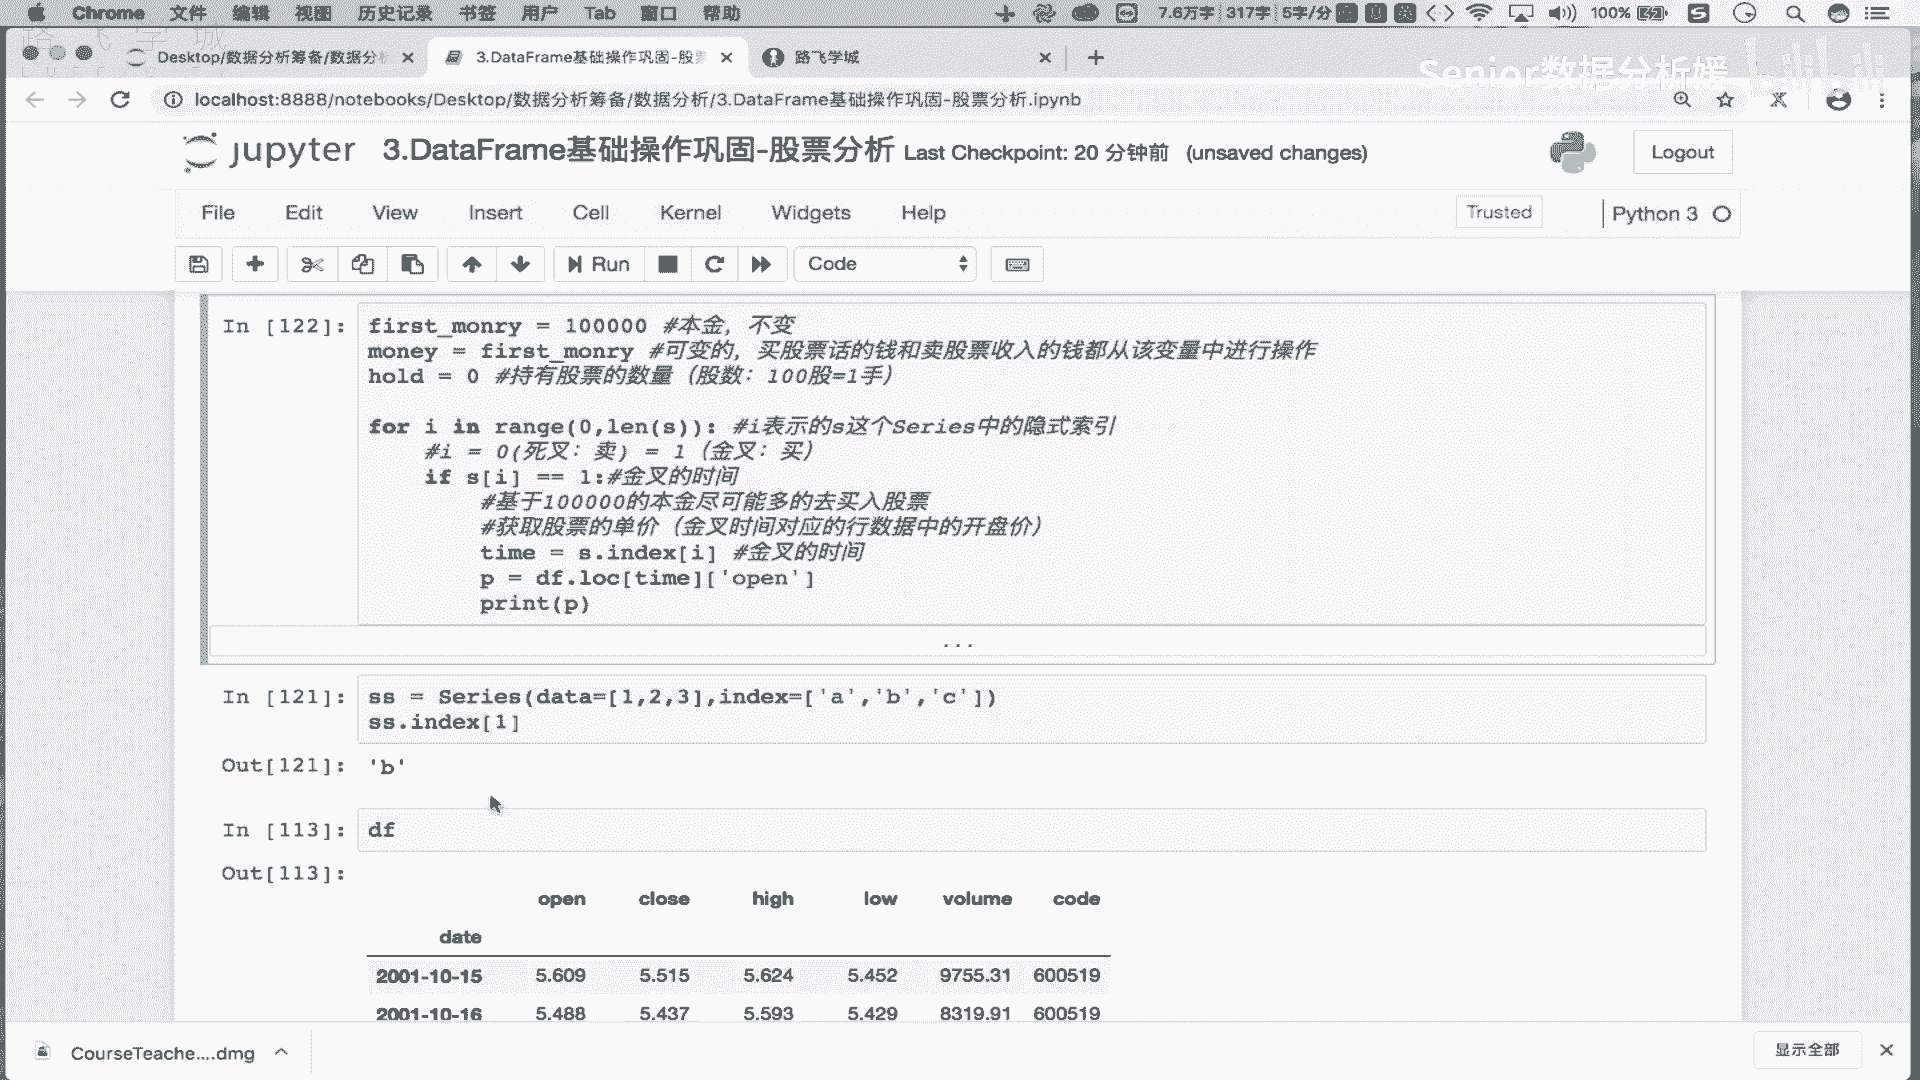 Chrome 文件 编辑 视图 历史记录 书签 用户 Tab 窗口 帮助 7.6万字 317字 5字/分 100%
Desktop/数据分析筹备/数据分析 3.DataFrame基础操作巩固-股票 路飞学城
Senior数据分析媛 bilibili
localhost:8888/notebooks/Desktop/数据分析筹备/数据分析/3.DataFrame基础操作巩固-股票分析.ipynb
jupyter 3.DataFrame基础操作巩固-股票分析 Last Checkpoint: 20 分钟前 (unsaved changes) Logout
File Edit View Insert Cell Kernel Widgets Help Trusted Python 3
Run Code
In [122]: first_monry = 100000 #本金，不变
money = first_monry #可变的，买股票话的钱和卖股票收入的钱都从该变量中进行操作
hold = 0 #持有股票的数量（股数：100股=1手）
for i in range(0,len(s)): #i表示的s这个Series中的隐式索引
#i = 0(死叉：卖) = 1（金叉：买）
if s[i] == 1:#金叉的时间
#基于100000的本金尽可能多的去买入股票
#获取股票的单价（金叉时间对应的行数据中的开盘价）
time = s.index[i] #金叉的时间
p = df.loc[time]['open']
print(p)
...
In [121]: ss = Series(data=[1,2,3],index=['a','b','c'])
ss.index[1]
Out[121]: 'b'
In [113]: df
Out[113]:
open close high low volume code
date
2001-10-15 5.609 5.515 5.624 5.452 9755.31 600519
2001-10-16 5.488 5.437 5.593 5.429 8319.91 600519
CourseTeache....dmg 显示全部